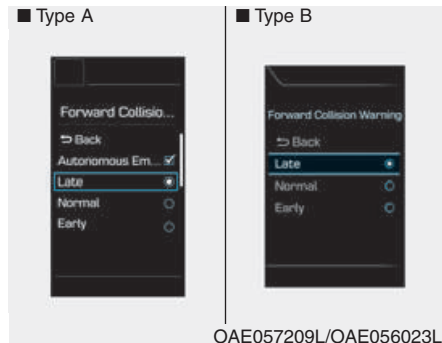 ■ Type A
Forward Collisio...
Back
Autonomous Em...
Late
Normal
Early
■ Type B
Forward Collision Warning
Back
Late
Normal
Early
OAE057209L/OAE056023L